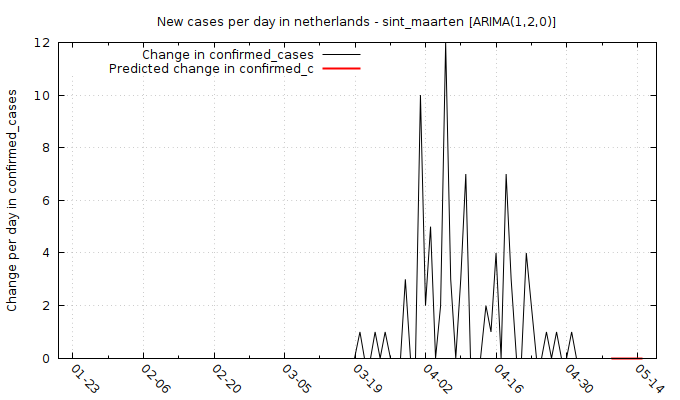 New cases per day in netherlands - sint_maarten [ARIMA(1,2,0)]
Change in confirmed_cases
Predicted change in confirmed_c
Change per day in confirmed_cases
12
10
8
6
4
2
0
01-23 02-06 02-20 03-05 03-19 04-02 04-16 04-30 05-14